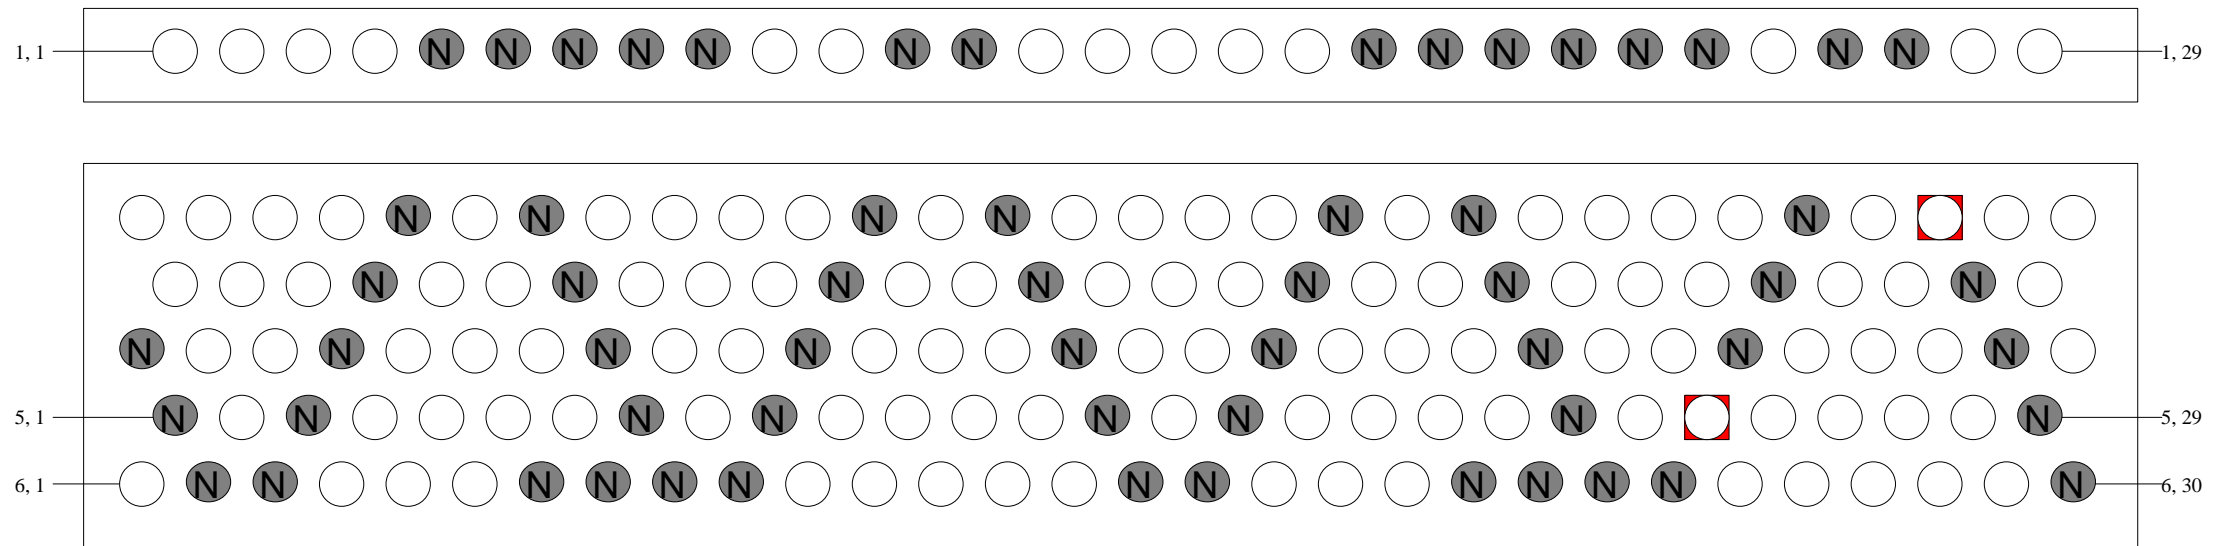 1, 1 N N N N N N N N N N N N N N N 1, 29
N N N N N N N
N N N N N N N N
N N N N N N N N N
5, 1 N N N N N N N N 5, 29
6, 1 N N N N N N N N N N N N N 6, 30